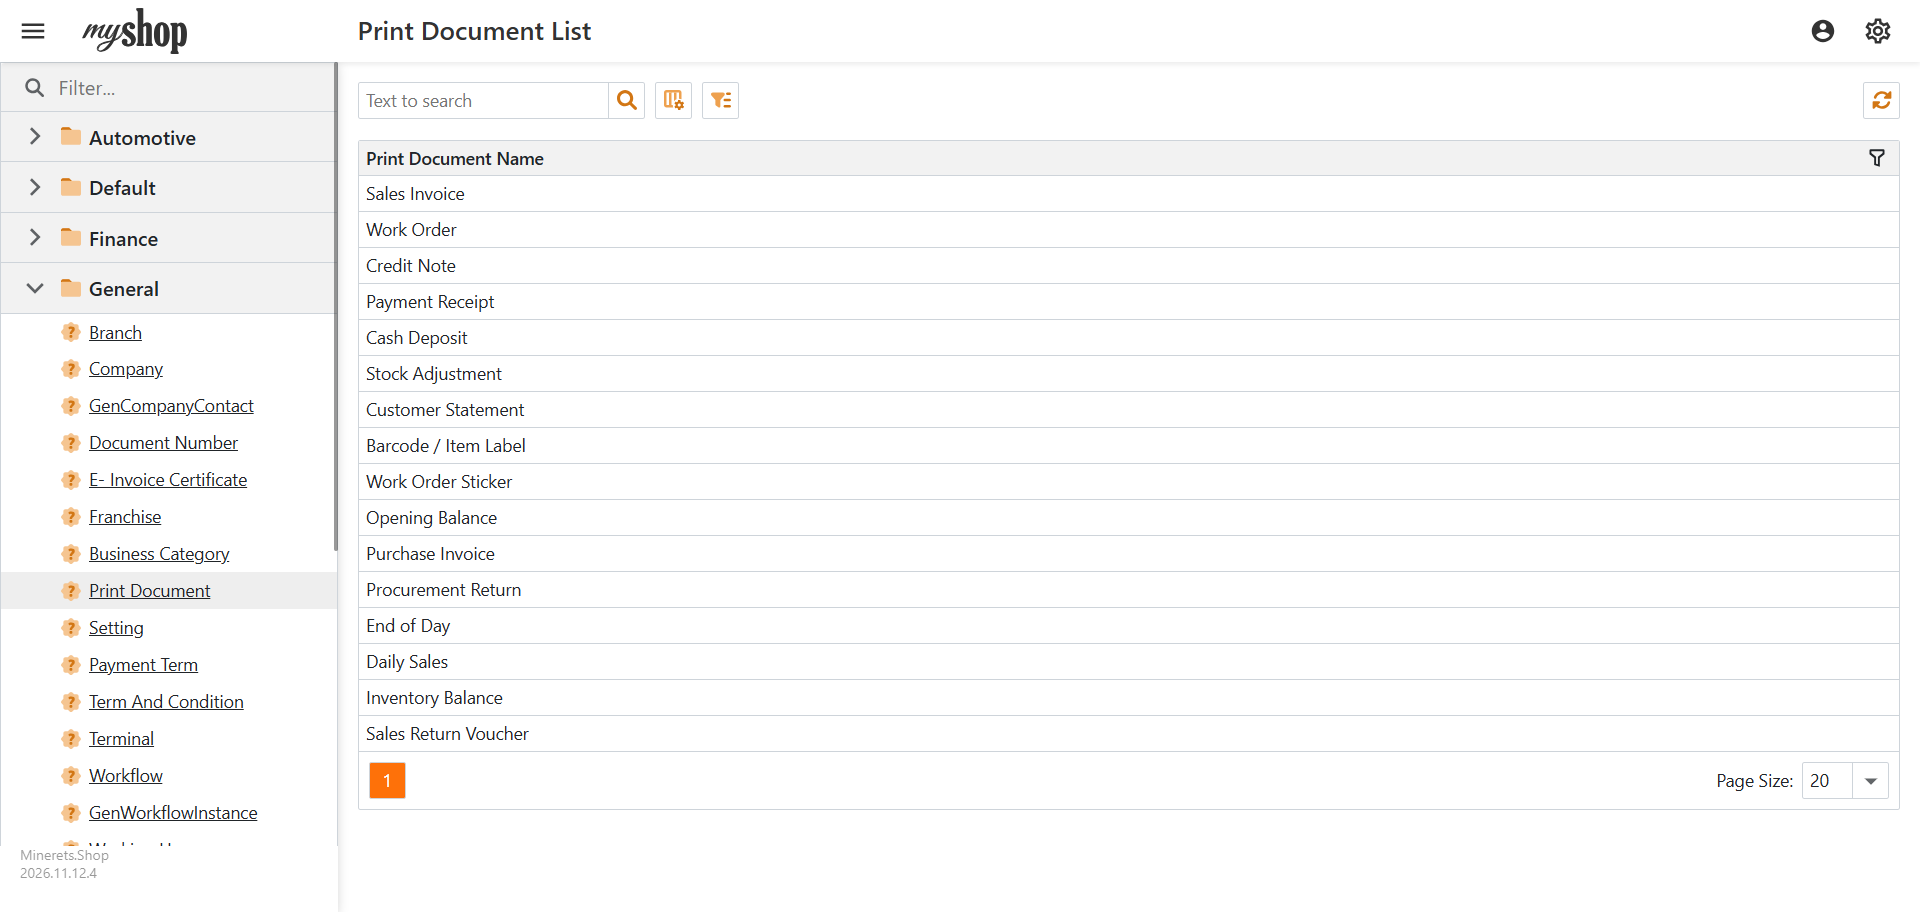 myshop
Print Document List
Filter...
Automotive
Default
Finance
General
Branch
Company
GenCompanyContact
Document Number
E- Invoice Certificate
Franchise
Business Category
Print Document
Setting
Payment Term
Term And Condition
Terminal
Workflow
GenWorkflowInstance
Minerets.Shop
2026.11.12.4
Text to search
Print Document Name
Sales Invoice
Work Order
Credit Note
Payment Receipt
Cash Deposit
Stock Adjustment
Customer Statement
Barcode / Item Label
Work Order Sticker
Opening Balance
Purchase Invoice
Procurement Return
End of Day
Daily Sales
Inventory Balance
Sales Return Voucher
1
Page Size: 20